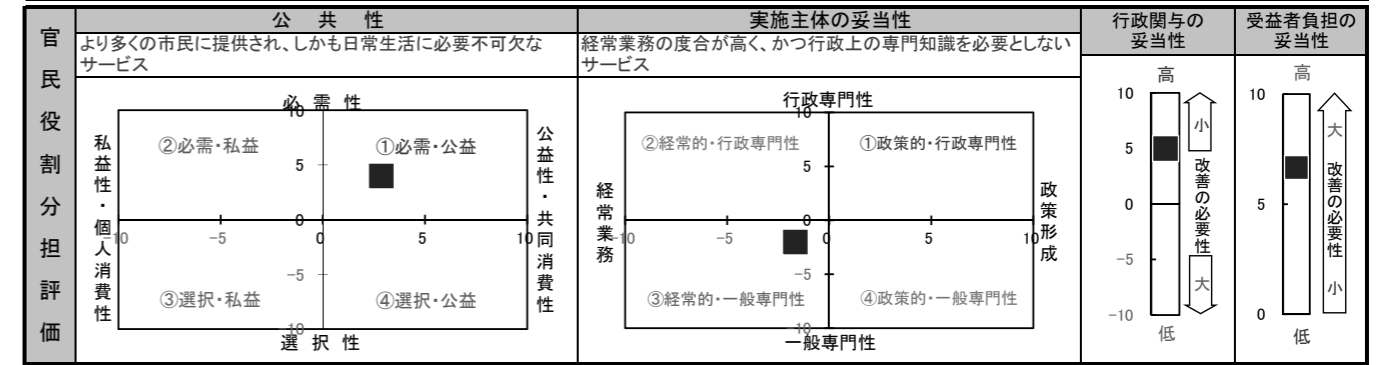 官民役割分担評価
公共性
より多くの市民に提供され、しかも日常生活に必要不可欠な
サービス
必需性
私益性・個人消費性
②必需・私益
①必需・公益
③選択・私益
④選択・公益
公益性・共同消費性
10
5
0
-10
-5
0
5
10
-5
-10
選択性
実施主体の妥当性
経常業務の度合が高く、かつ行政上の専門知識を必要としない
サービス
行政専門性
経常業務
②経常的・行政専門性
①政策的・行政専門性
③経常的・一般専門性
④政策的・一般専門性
政策形成
10
5
0
-10
-5
0
5
10
-5
-10
一般専門性
行政関与の
妥当性
高
10
5
0
-5
-10
小
改善の必要性
大
低
受益者負担の
妥当性
高
10
5
0
大
改善の必要性
小
低